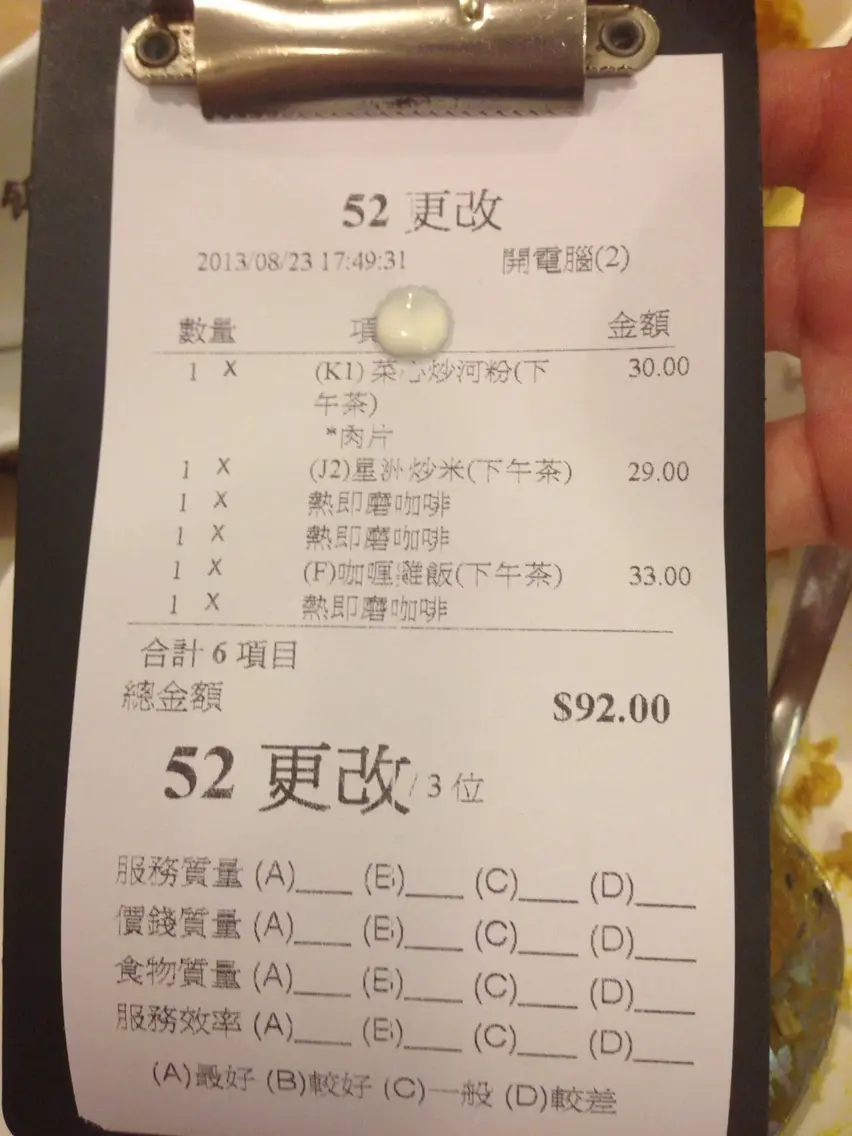 52 更改
2013/08/23 17:49:31 開電腦(2)
數量 項 金額
1 X (K1) 菜心炒河粉(下 30.00
午茶)
*肉片
1 X (J2)星洲炒米(下午茶) 29.00
1 X 熱即磨咖啡
1 X 熱即磨咖啡
1 X (F)咖喱雞飯(下午茶) 33.00
1 X 熱即磨咖啡
合計 6 項目
總金額 $92.00
52 更改/ 3 位
服務質量 (A)___ (B)___ (C)___ (D)___
價錢質量 (A)___ (B)___ (C)___ (D)___
食物質量 (A)___ (B)___ (C)___ (D)___
服務效率 (A)___ (B)___ (C)___ (D)___
(A)最好 (B)較好 (C)一般 (D)較差